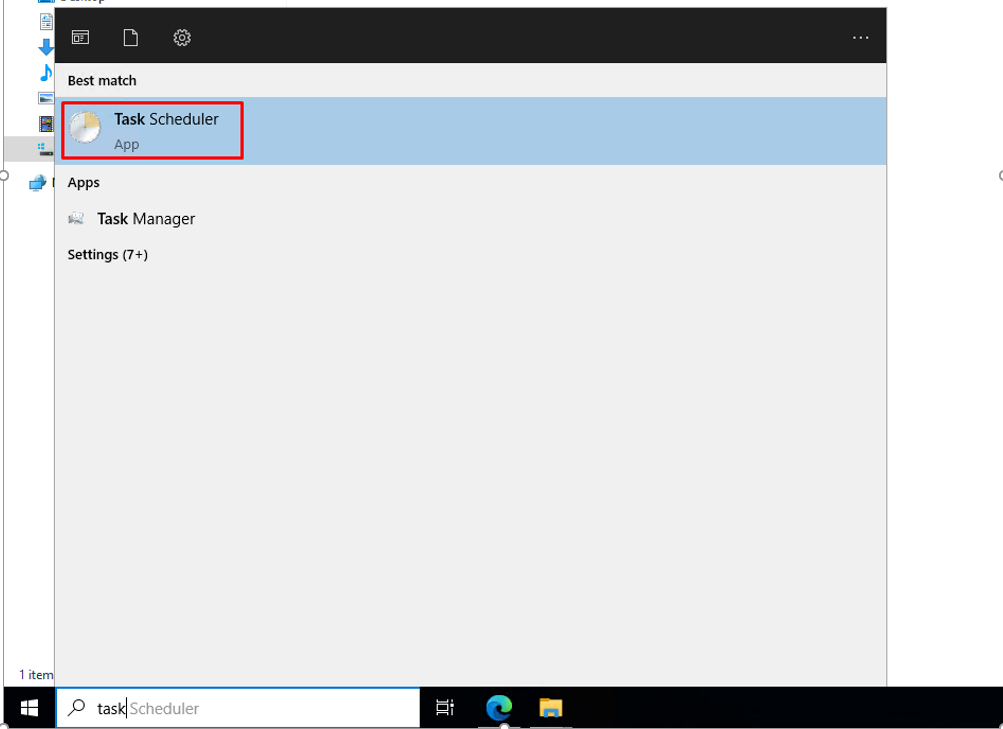 Best match
Task Scheduler
App
Apps
Task Manager
Settings (7+)
1 item
task Scheduler